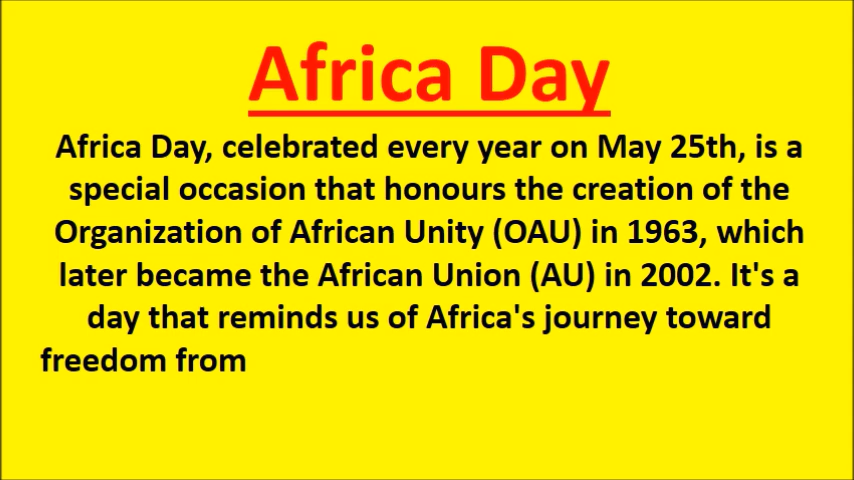 Africa Day
Africa Day, celebrated every year on May 25th, is a
special occasion that honours the creation of the
Organization of African Unity (OAU) in 1963, which
later became the African Union (AU) in 2002. It's a
day that reminds us of Africa's journey toward
freedom from